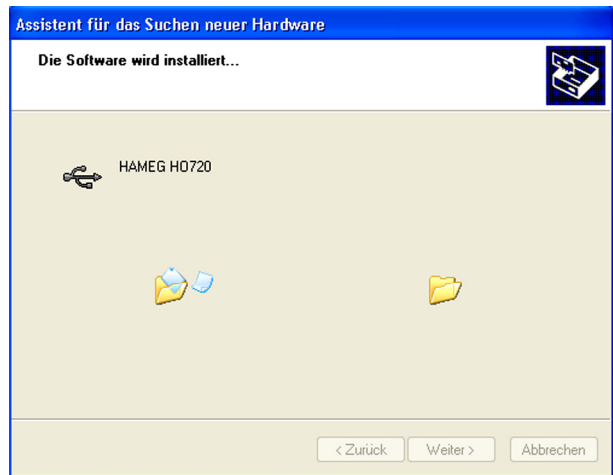 Assistent für das Suchen neuer Hardware
Die Software wird installiert...
HAMEG HO720
< Zurück Weiter > Abbrechen